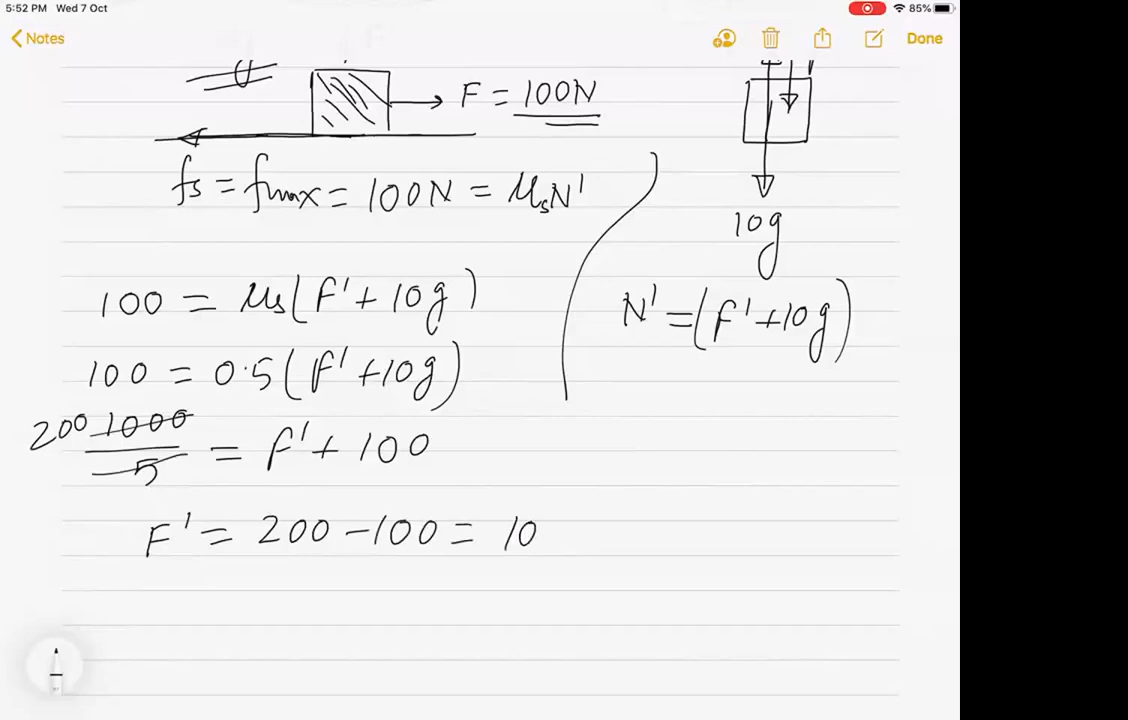 5:52 PM Wed 7 Oct
85%
Notes
Done
F = 100N
fs = fmax = 100N = μsN'
10g
100 = μs(F' + 10g)
N' = (F' + 10g)
100 = 0.5(F' + 10g)
200 1000/5 = F' + 100
F' = 200 - 100 = 10